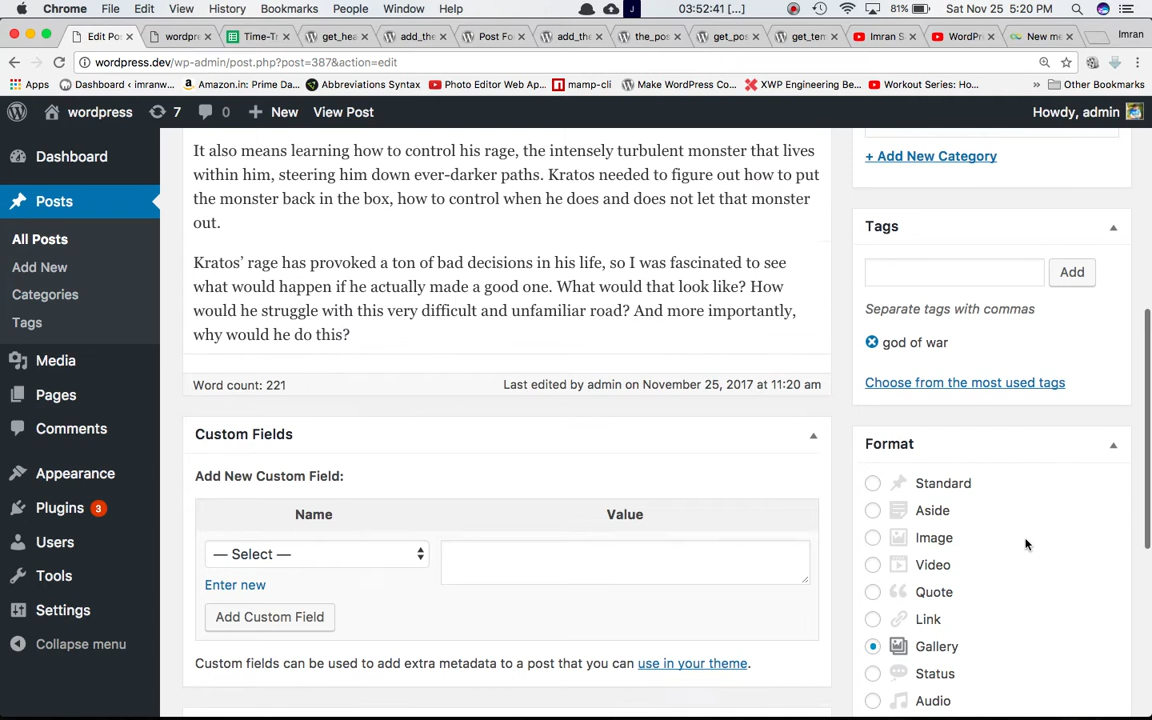 Chrome File Edit View History Bookmarks People Window Help 03:52:41 [...] 81% Sat Nov 25 5:20 PM
Edit Po wordpre Time-Tr get_hea add_the Post Fo add_the the_pos get_pos get_tem Imran S WordPr New me Imran
wordpress.dev/wp-admin/post.php?post=387&action=edit
Apps Dashboard ‹ imranw... Amazon.in: Prime Da... Abbreviations Syntax Photo Editor Web Ap... mamp-cli Make WordPress Co... XWP Engineering Be... Workout Series: Ho... » Other Bookmarks
wordpress 7 0 + New View Post Howdy, admin
Dashboard
Posts
All Posts
Add New
Categories
Tags
Media
Pages
Comments
Appearance
Plugins 3
Users
Tools
Settings
Collapse menu
It also means learning how to control his rage, the intensely turbulent monster that lives
within him, steering him down ever-darker paths. Kratos needed to figure out how to put
the monster back in the box, how to control when he does and does not let that monster
out.
Kratos’ rage has provoked a ton of bad decisions in his life, so I was fascinated to see
what would happen if he actually made a good one. What would that look like? How
would he struggle with this very difficult and unfamiliar road? And more importantly,
why would he do this?
Word count: 221 Last edited by admin on November 25, 2017 at 11:20 am
Custom Fields
Add New Custom Field:
Name Value
— Select —
Enter new
Add Custom Field
Custom fields can be used to add extra metadata to a post that you can use in your theme.
+ Add New Category
Tags
Add
Separate tags with commas
god of war
Choose from the most used tags
Format
Standard
Aside
Image
Video
Quote
Link
Gallery
Status
Audio